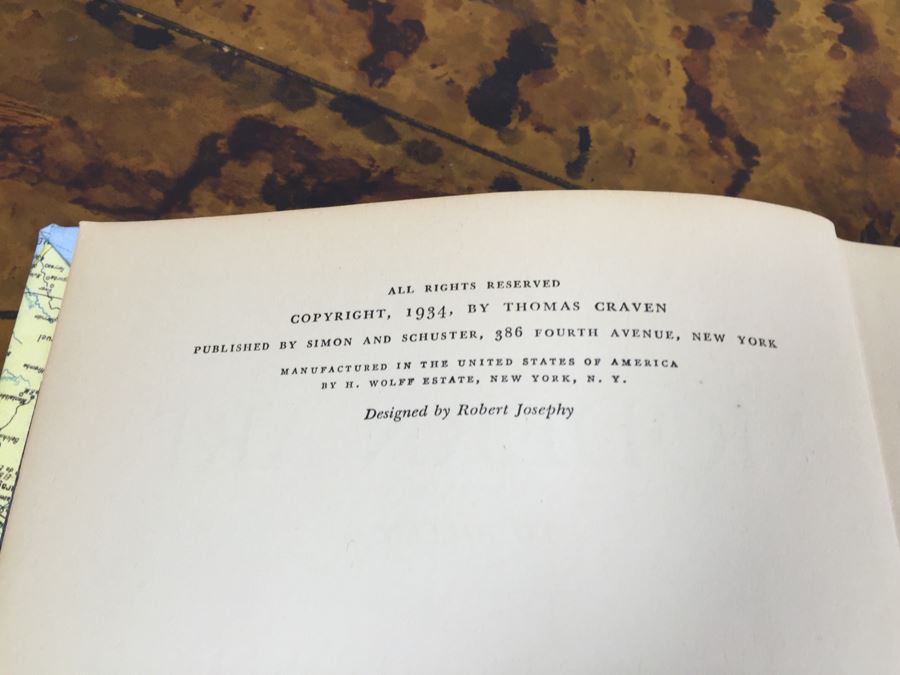 ALL RIGHTS RESERVED
COPYRIGHT, 1934, BY THOMAS CRAVEN
PUBLISHED BY SIMON AND SCHUSTER, 386 FOURTH AVENUE, NEW YORK
MANUFACTURED IN THE UNITED STATES OF AMERICA
BY H. WOLFF ESTATE, NEW YORK, N. Y.
Designed by Robert Josephy